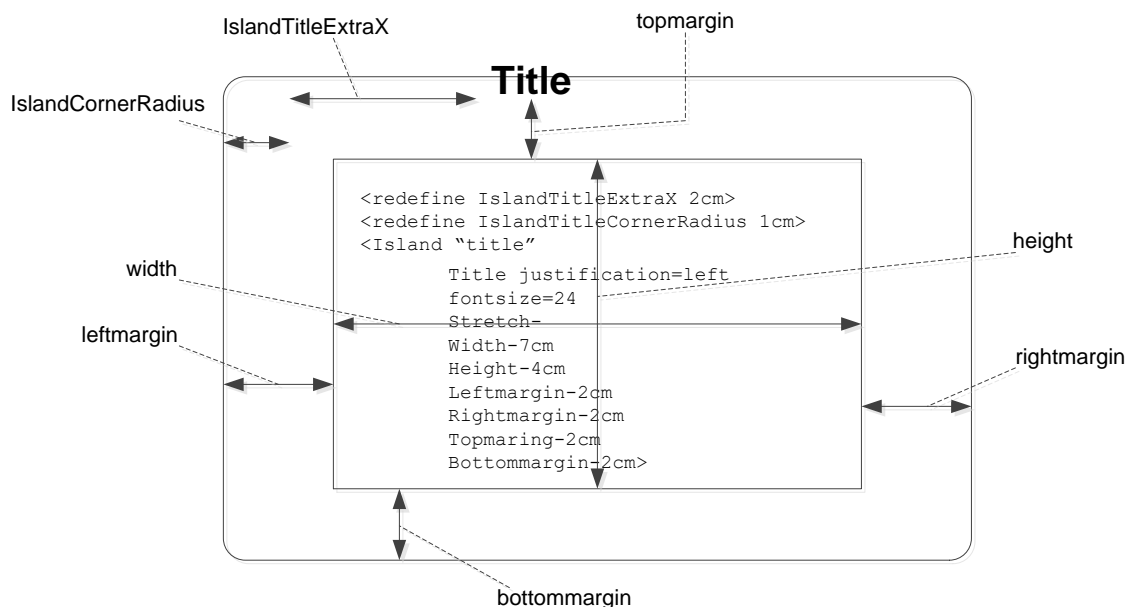 IslandTitleExtraX
topmargin
Title
IslandCornerRadius
<redefine IslandTitleExtraX 2cm>
<redefine IslandTitleCornerRadius 1cm>
<Island “title”
height
width
Title justification=left
fontsize=24
Stretch-
leftmargin
Width-7cm
rightmargin
Height-4cm
Leftmargin-2cm
Rightmargin-2cm
Topmaring-2cm
Bottommargin-2cm>
bottommargin